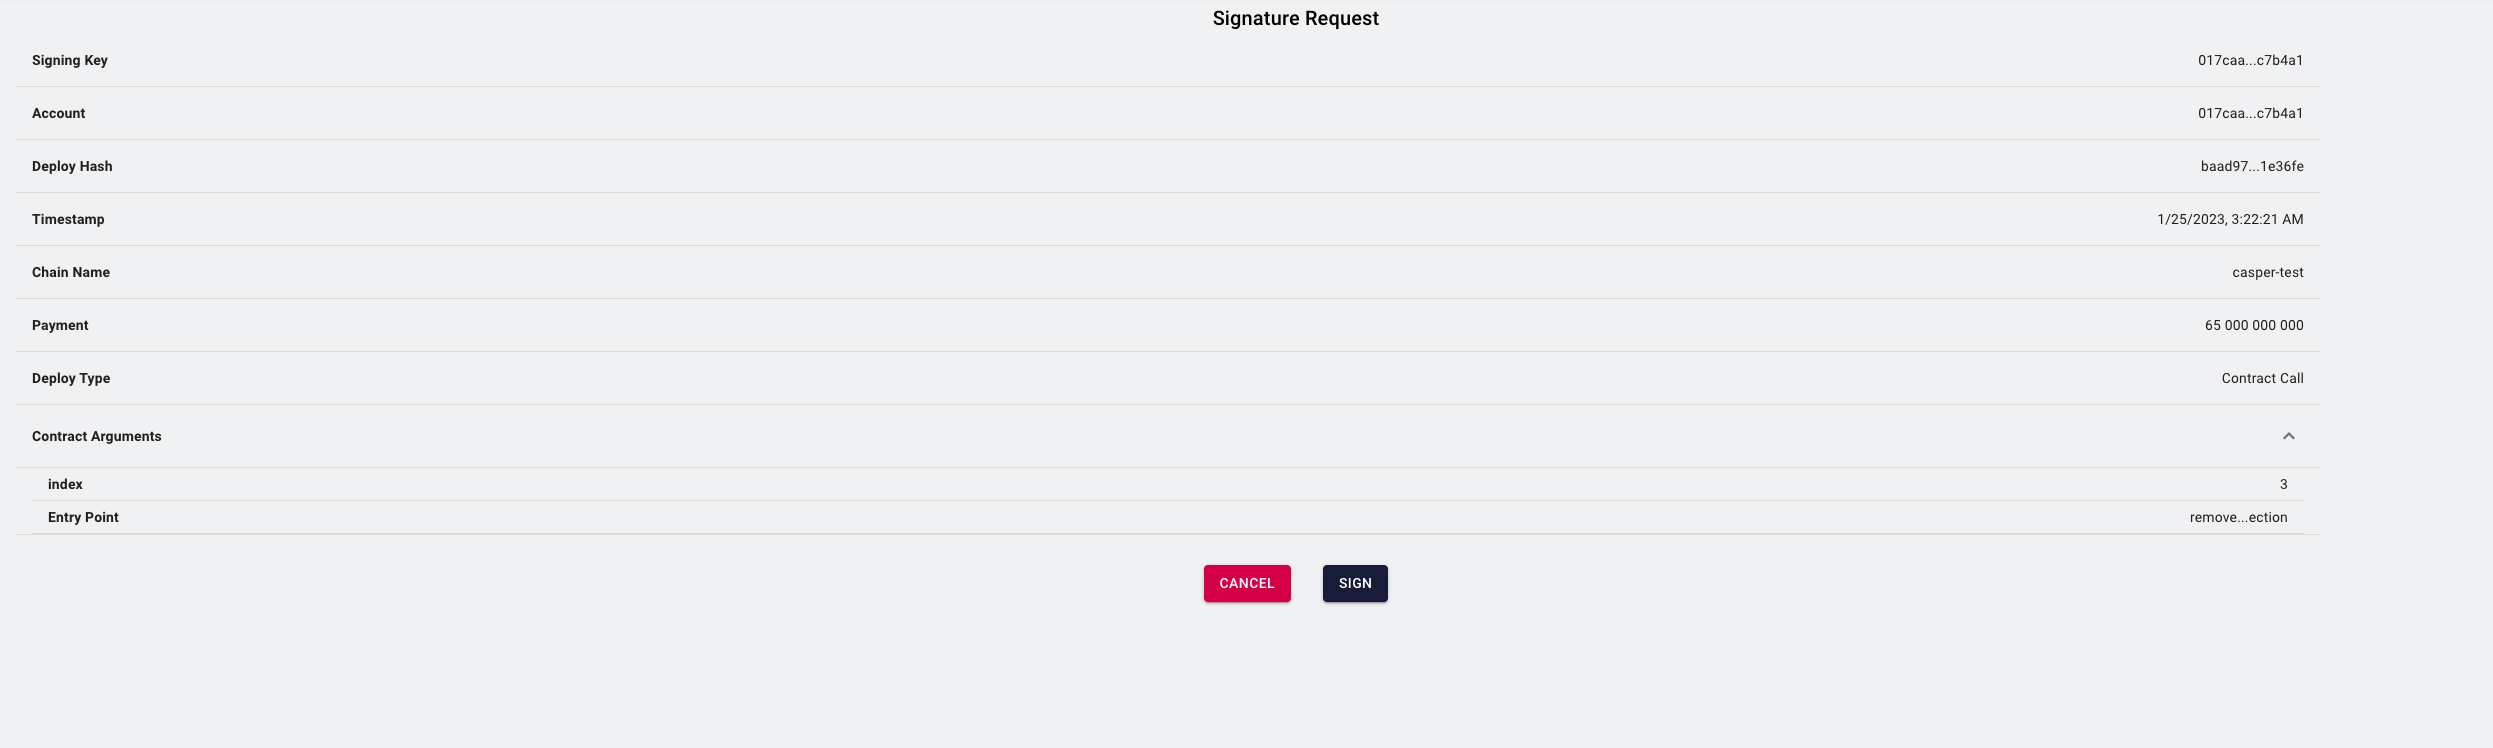 Signature Request
Signing Key 017caa...c7b4a1
Account 017caa...c7b4a1
Deploy Hash baad97...1e36fe
Timestamp 1/25/2023, 3:22:21 AM
Chain Name casper-test
Payment 65 000 000 000
Deploy Type Contract Call
Contract Arguments
index 3
Entry Point remove...ection
CANCEL SIGN